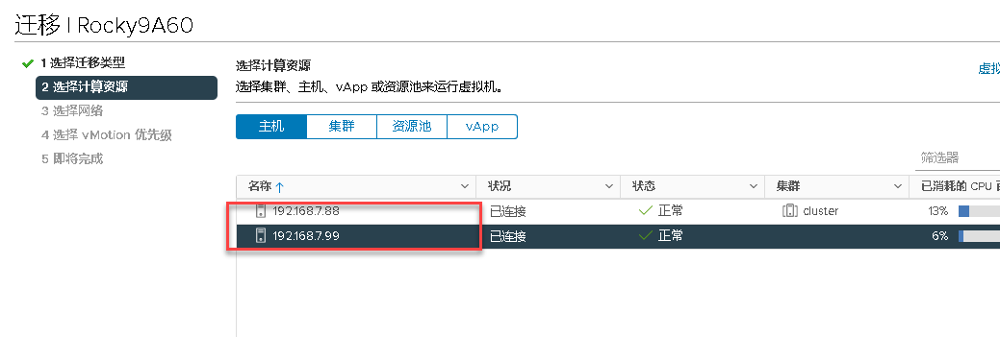 迁移 | Rocky9A60
1 选择迁移类型
2 选择计算资源
3 选择网络
4 选择 vMotion 优先级
5 即将完成
选择计算资源
虚拟
选择集群、主机、vApp 或资源池来运行虚拟机。
主机 集群 资源池 vApp
筛选器
名称 状况 状态 集群 已消耗的 CPU
192.168.7.88 已连接 正常 cluster 13%
192.168.7.99 已连接 正常 6%